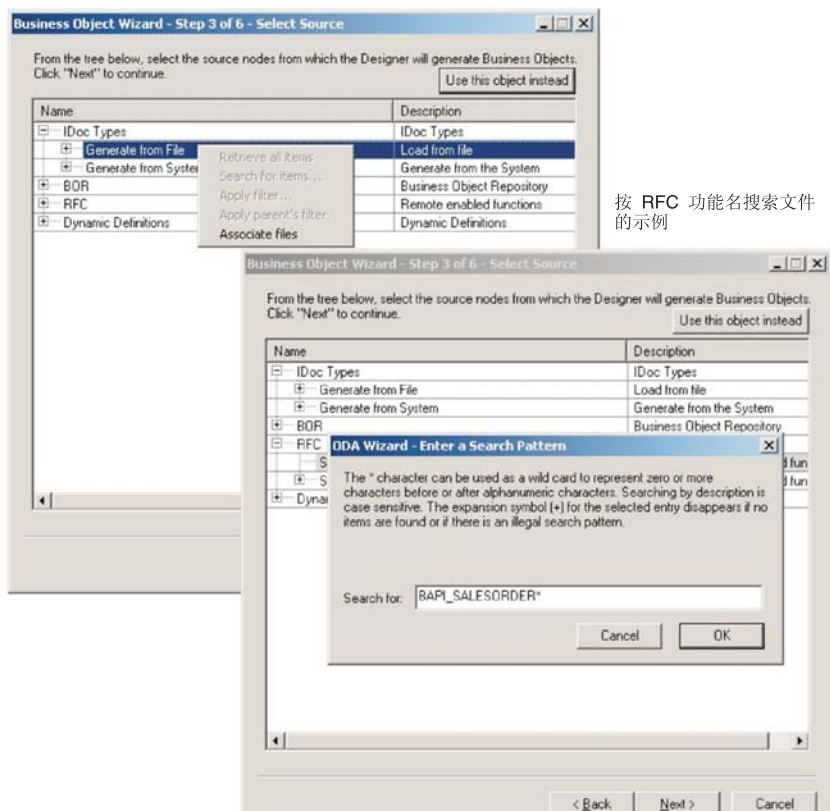 Business Object Wizard - Step 3 of 6 - Select Source
From the tree below, select the source nodes from which the Designer will generate Business Objects.
Click "Next" to continue.
Use this object instead
Name Description
IDoc Types IDoc Types
Generate from File Load from file
Generate from System Generate from the System
BOR Business Object Repository
RFC Remote enabled functions
Dynamic Definitions Dynamic Definitions
Retrieve all items
Search for items...
Apply filter...
Apply parent's filter
Associate files
按 RFC 功能名搜索文件
的示例
Business Object Wizard - Step 3 of 6 - Select Source
From the tree below, select the source nodes from which the Designer will generate Business Objects.
Click "Next" to continue.
Use this object instead
Name Description
IDoc Types IDoc Types
Generate from File Load from file
Generate from System Generate from the System
BOR Business Object Repository
RFC
S d fun
S d fun
Dynar
ODA Wizard - Enter a Search Pattern
The * character can be used as a wild card to represent zero or more
characters before or after alphanumeric characters. Searching by description is
case sensitive. The expansion symbol (+) for the selected entry disappears if no
items are found or if there is an illegal search pattern.
Search for: BAPI_SALESORDER*
Cancel OK
< Back Next > Cancel